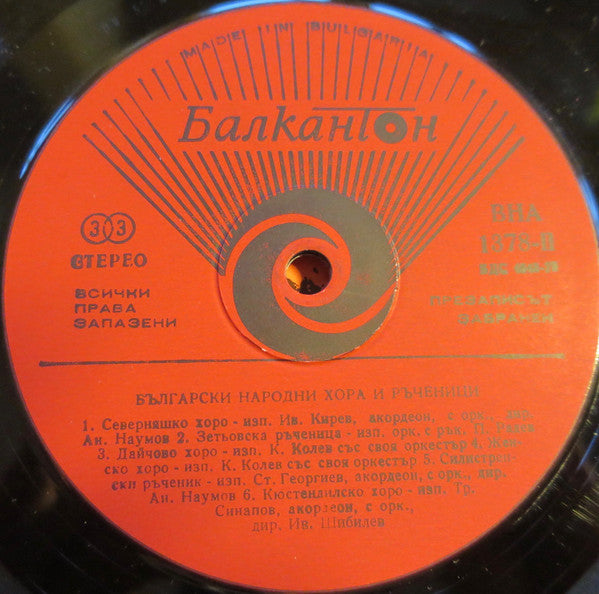 MADE IN BULGARIA
Балкантон
33
СТЕРЕО
ВСИЧКИ
ПРАВА
ЗАПАЗЕНИ
ВНА
1373-II
ПРЕЗАПИСЪТ
ЗАБРАНЕН
БЪЛГАРСКИ НАРОДНИ ХОРА И РЪЧЕНИЦИ
1. Северняшко хоро - изп. Ив. Кирев, акордеон, с орк., дир.
Ан. Наумов 2. Зетьовска ръченица - изп. орк. с рък. Н. Радев
3. Дайчово хоро - изп. К. Колев със своя оркестър 4.
ско хоро - изп. К. Колев със своя оркестър 5. Силистрен-
ски ръченик - изп. Ст. Георгиев, акордеон, с орк., дир.
Ан. Наумов 6. Кюстендилско хоро - изп. Гр.
Синапов, акордеон, с орк.,
дир. Ив. Шибилев